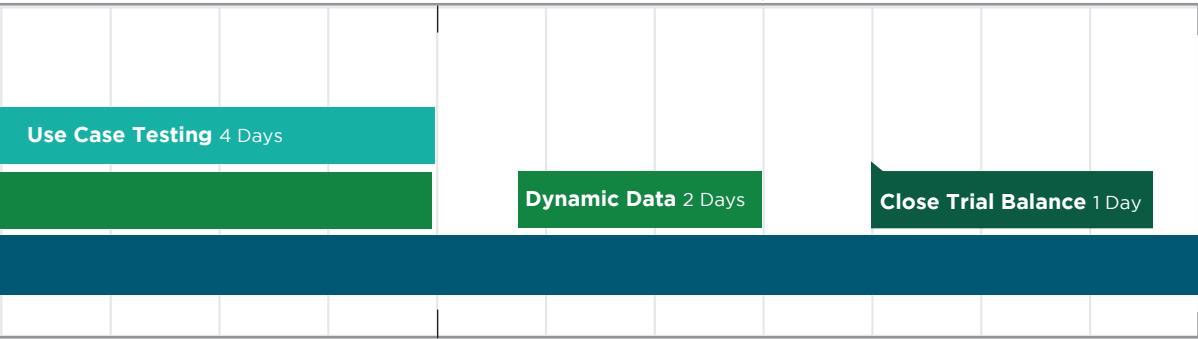 Use Case Testing 4 Days
Dynamic Data 2 Days
Close Trial Balance 1 Day